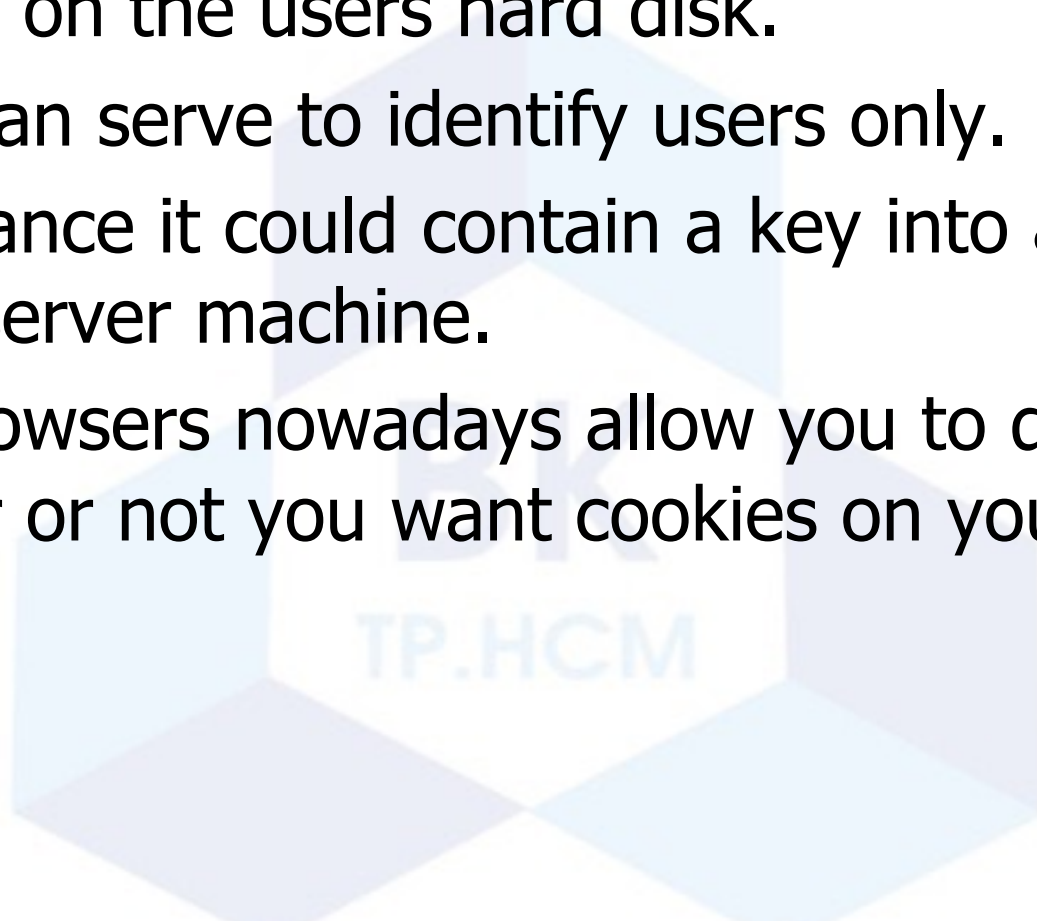 on the users hard disk.
an serve to identify users only.
ance it could contain a key into a
erver machine.
owsers nowadays allow you to d
r or not you want cookies on you
BK
TP.HCM